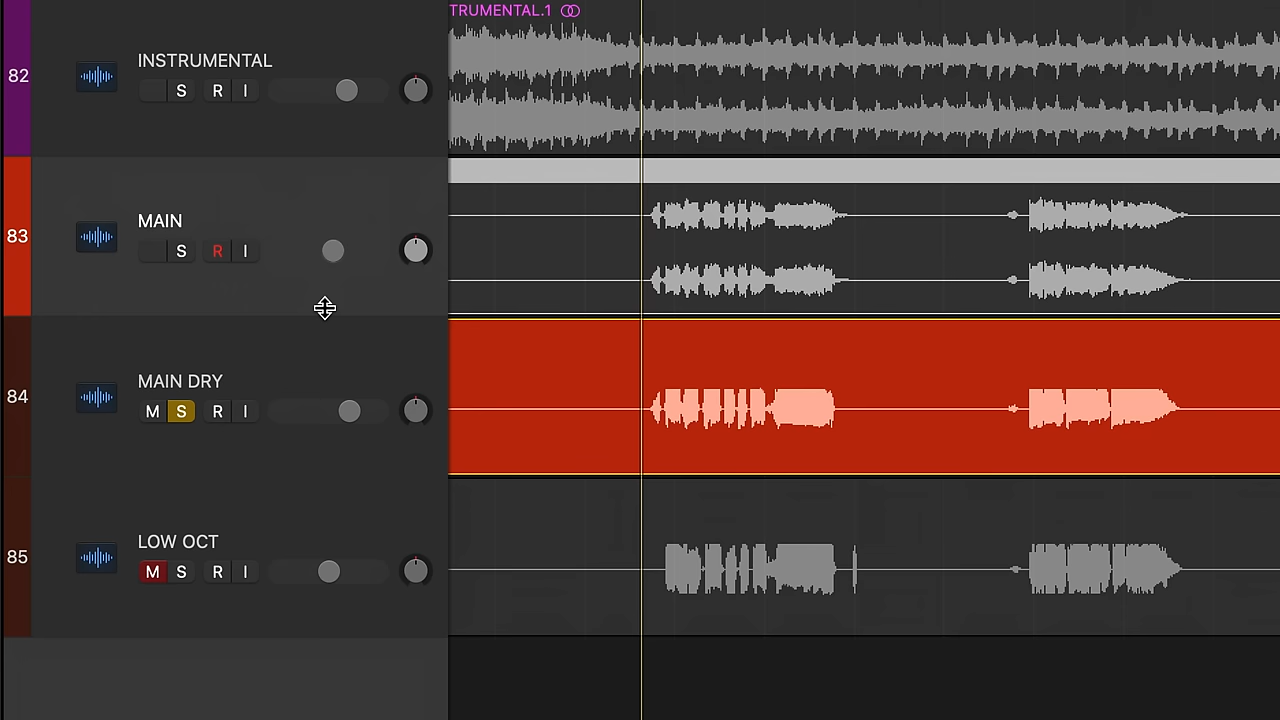 TRUMENTAL.1
82
INSTRUMENTAL
S R I
83
MAIN
S R I
84
MAIN DRY
M S R I
85
LOW OCT
M S R I